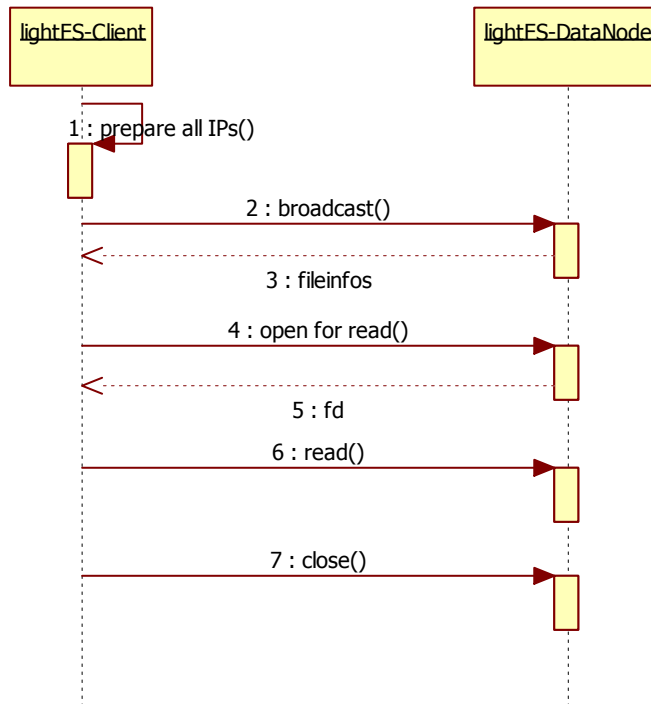 lightFS-Client
lightFS-DataNode
1 : prepare all IPs()
2 : broadcast()
3 : fileinfos
4 : open for read()
5 : fd
6 : read()
7 : close()